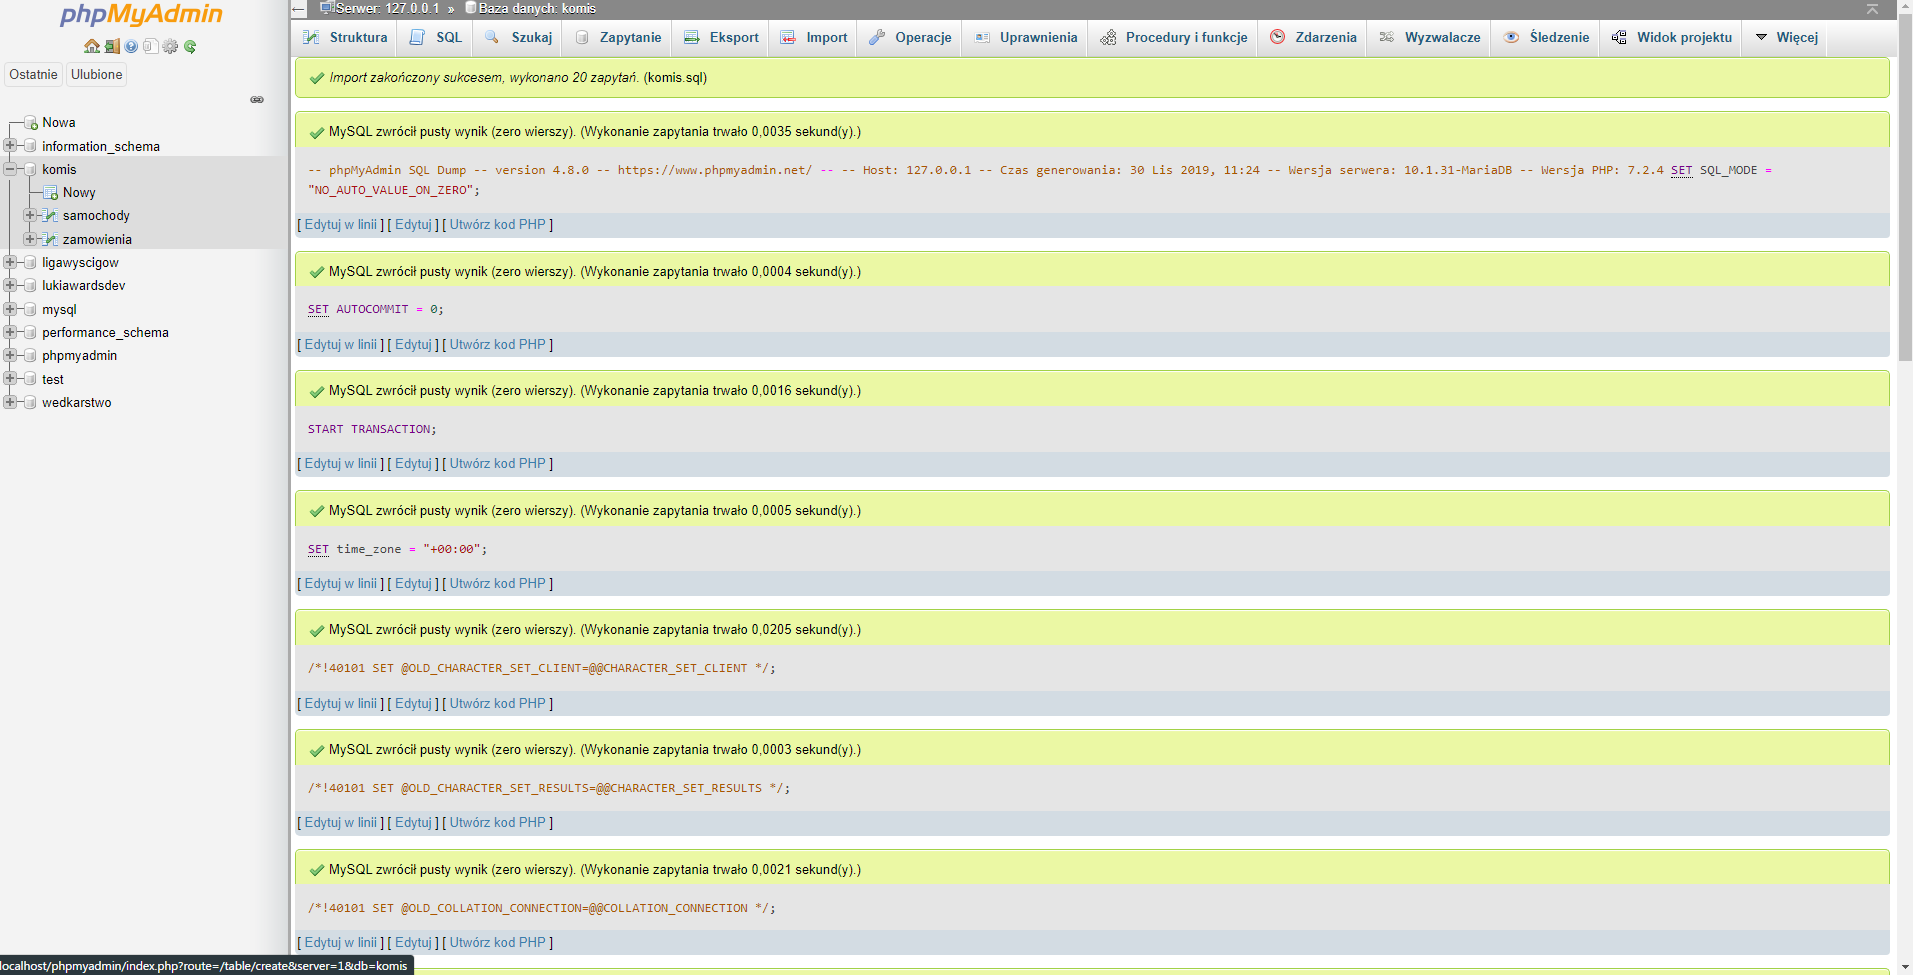 phpMyAdmin
Ostatnie Ulubione
Nowa
information_schema
komis
Nowy
samochody
zamowienia
ligawyscigow
lukiawardsdev
mysql
performance_schema
phpmyadmin
test
wedkarstwo
Serwer: 127.0.0.1 » Baza danych: komis
Struktura SQL Szukaj Zapytanie Eksport Import Operacje Uprawnienia Procedury i funkcje Zdarzenia Wyzwalacze Śledzenie Widok projektu Więcej
Import zakończony sukcesem, wykonano 20 zapytań. (komis.sql)
MySQL zwrócił pusty wynik (zero wierszy). (Wykonanie zapytania trwało 0,0035 sekund(y).)
-- phpMyAdmin SQL Dump -- version 4.8.0 -- https://www.phpmyadmin.net/ -- -- Host: 127.0.0.1 -- Czas generowania: 30 Lis 2019, 11:24 -- Wersja serwera: 10.1.31-MariaDB -- Wersja PHP: 7.2.4 SET SQL_MODE =
"NO_AUTO_VALUE_ON_ZERO";
[ Edytuj w linii ] [ Edytuj ] [ Utwórz kod PHP ]
MySQL zwrócił pusty wynik (zero wierszy). (Wykonanie zapytania trwało 0,0004 sekund(y).)
SET AUTOCOMMIT = 0;
[ Edytuj w linii ] [ Edytuj ] [ Utwórz kod PHP ]
MySQL zwrócił pusty wynik (zero wierszy). (Wykonanie zapytania trwało 0,0016 sekund(y).)
START TRANSACTION;
[ Edytuj w linii ] [ Edytuj ] [ Utwórz kod PHP ]
MySQL zwrócił pusty wynik (zero wierszy). (Wykonanie zapytania trwało 0,0005 sekund(y).)
SET time_zone = "+00:00";
[ Edytuj w linii ] [ Edytuj ] [ Utwórz kod PHP ]
MySQL zwrócił pusty wynik (zero wierszy). (Wykonanie zapytania trwało 0,0205 sekund(y).)
/*!40101 SET @OLD_CHARACTER_SET_CLIENT=@@CHARACTER_SET_CLIENT */;
[ Edytuj w linii ] [ Edytuj ] [ Utwórz kod PHP ]
MySQL zwrócił pusty wynik (zero wierszy). (Wykonanie zapytania trwało 0,0003 sekund(y).)
/*!40101 SET @OLD_CHARACTER_SET_RESULTS=@@CHARACTER_SET_RESULTS */;
[ Edytuj w linii ] [ Edytuj ] [ Utwórz kod PHP ]
MySQL zwrócił pusty wynik (zero wierszy). (Wykonanie zapytania trwało 0,0021 sekund(y).)
/*!40101 SET @OLD_COLLATION_CONNECTION=@@COLLATION_CONNECTION */;
[ Edytuj w linii ] [ Edytuj ] [ Utwórz kod PHP ]
localhost/phpmyadmin/index.php?route=/table/create&server=1&db=komis